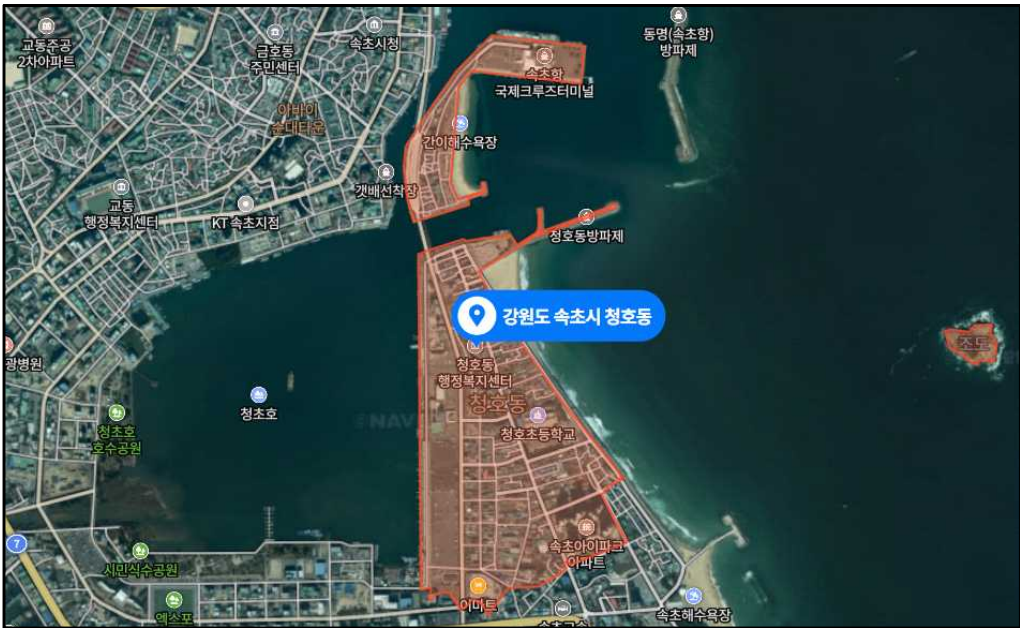 교동주공
2차아파트
금호동
주민센터
속초시청
동명(속초항)
방파제
속초항
국제크루즈터미널
아바이
순대타운
간이해수욕장
갯배선착장
교동
행정복지센터
KT 속초지점
청호동방파제
강원도 속초시 청호동
조도
광병원
청호동
행정복지센터
청호동
청초호
NAV
청초호
호수공원
청호초등학교
7
속초아이파크
아파트
시민식수공원
엑스포
이마트
속초해수욕장